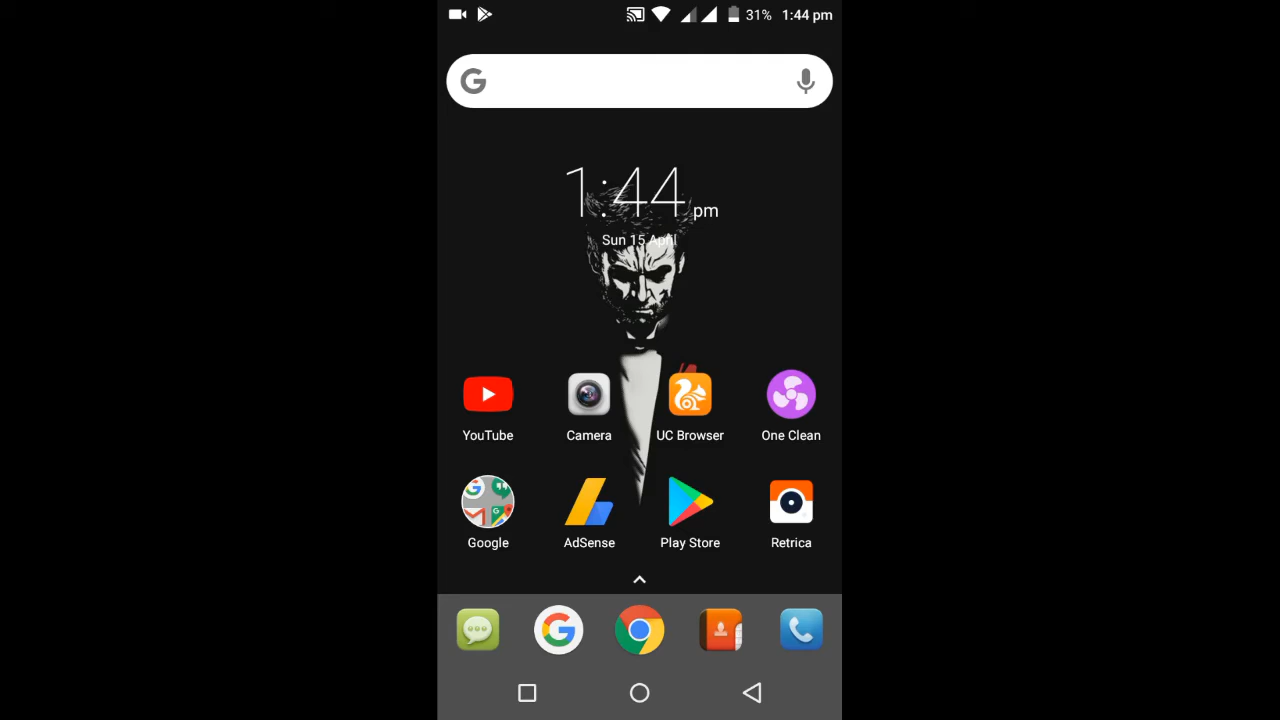 31% 1:44 pm
1:44 pm
Sun 15 April
YouTube Camera UC Browser One Clean
Google AdSense Play Store Retrica